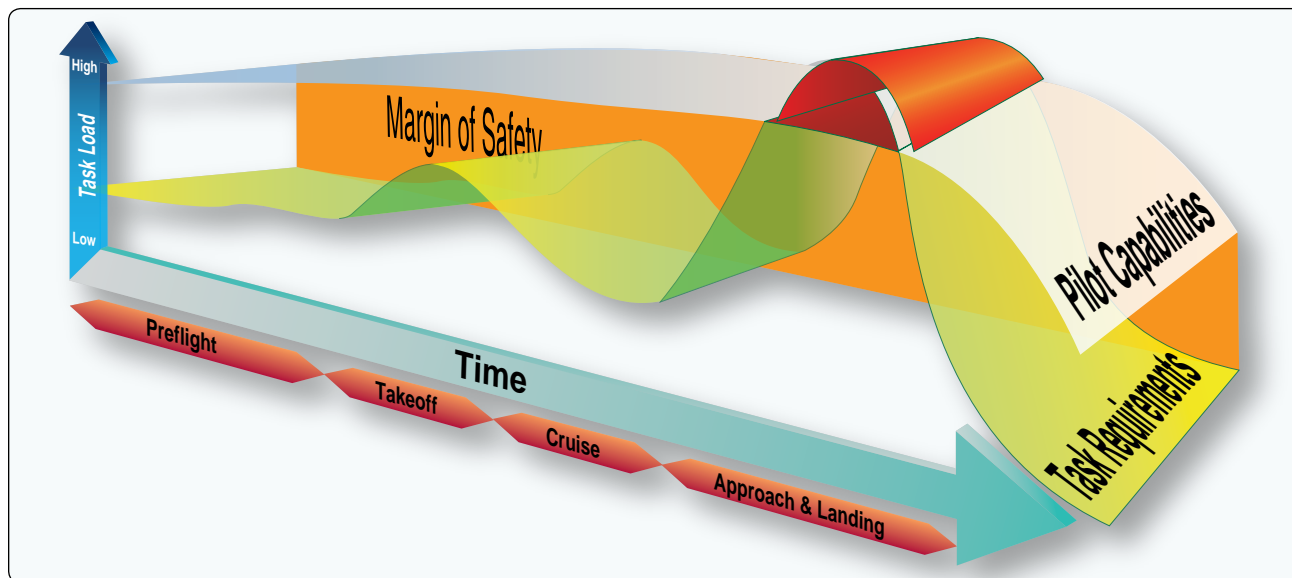 High
Task Load
Low
Margin of Safety
Pilot Capabilities
Task Requirements
Time
Preflight
Takeoff
Cruise
Approach & Landing